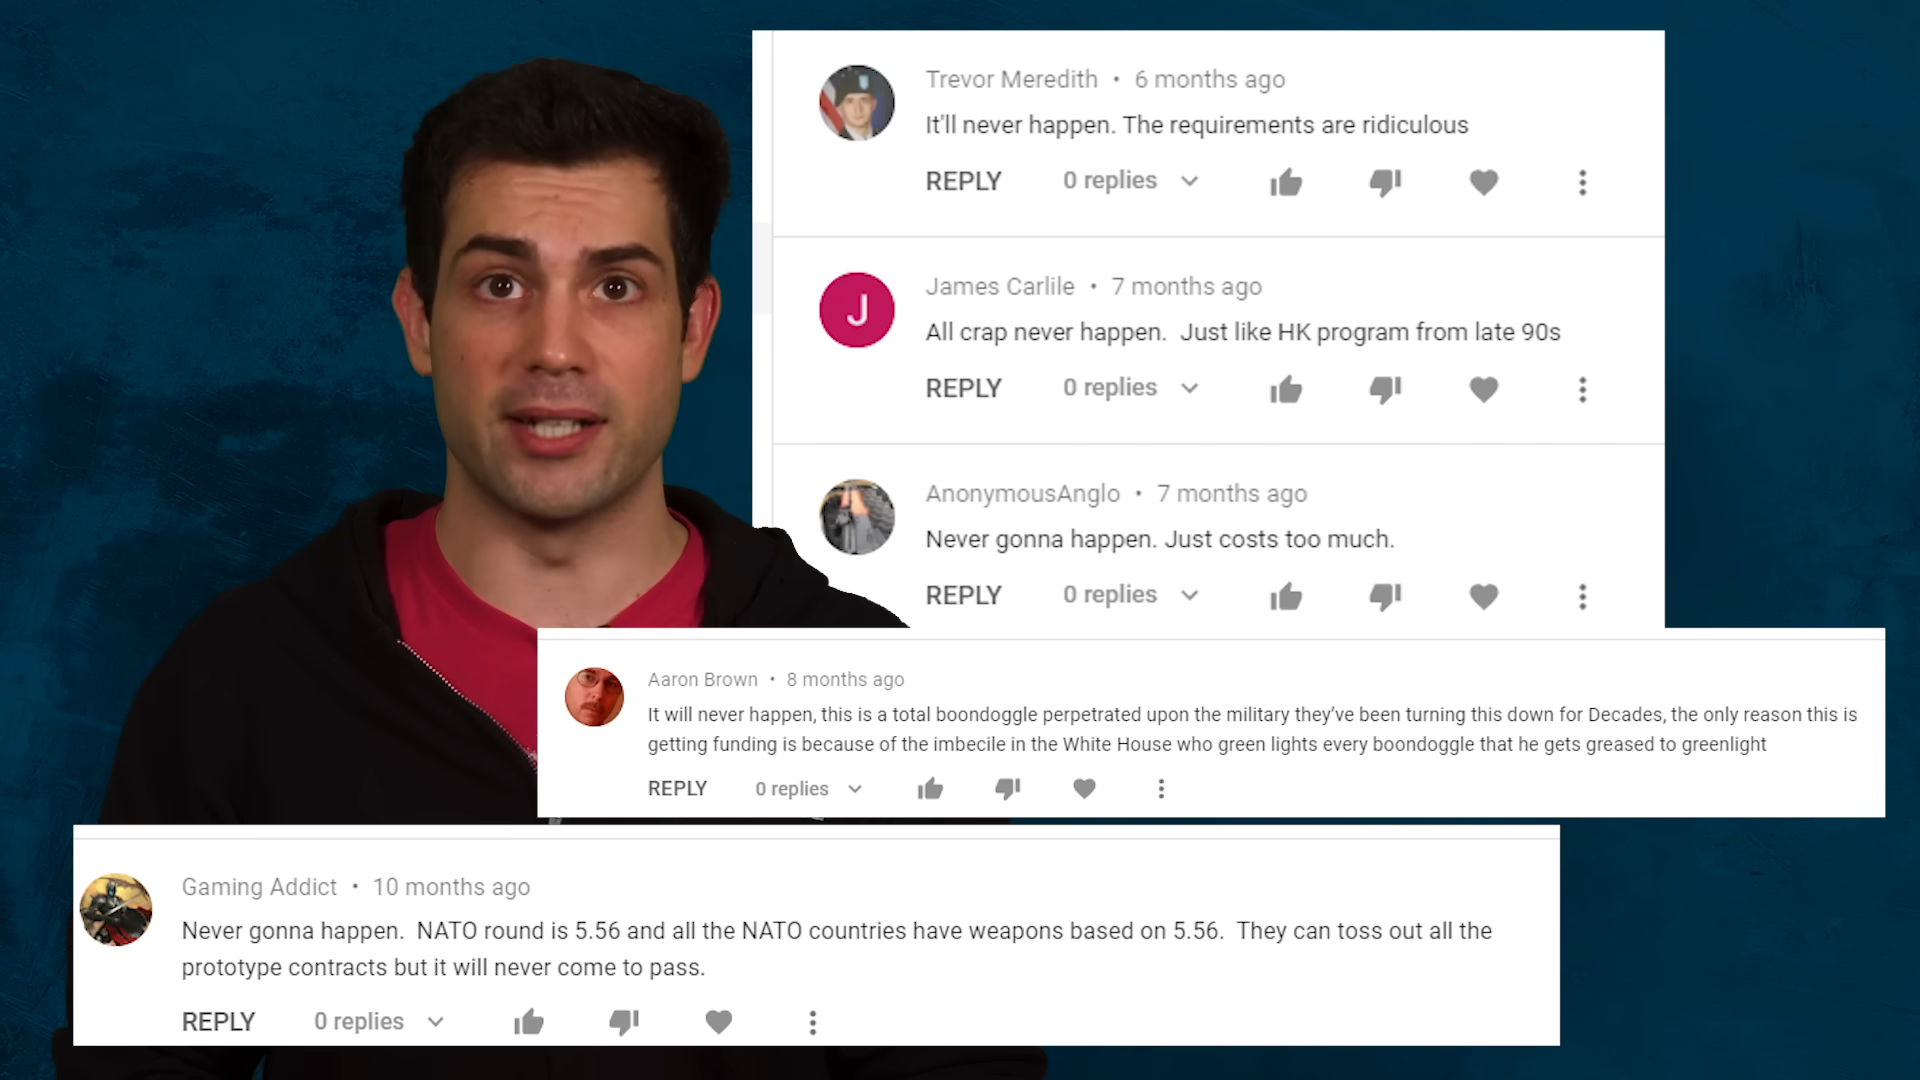 Trevor Meredith • 6 months ago
It'll never happen. The requirements are ridiculous
REPLY 0 replies
J
James Carlile • 7 months ago
All crap never happen.  Just like HK program from late 90s
REPLY 0 replies
AnonymousAnglo • 7 months ago
Never gonna happen. Just costs too much.
REPLY 0 replies
Aaron Brown • 8 months ago
It will never happen, this is a total boondoggle perpetrated upon the military they’ve been turning this down for Decades, the only reason this is
getting funding is because of the imbecile in the White House who green lights every boondoggle that he gets greased to greenlight
REPLY 0 replies
Gaming Addict • 10 months ago
Never gonna happen.  NATO round is 5.56 and all the NATO countries have weapons based on 5.56.  They can toss out all the
prototype contracts but it will never come to pass.
REPLY 0 replies